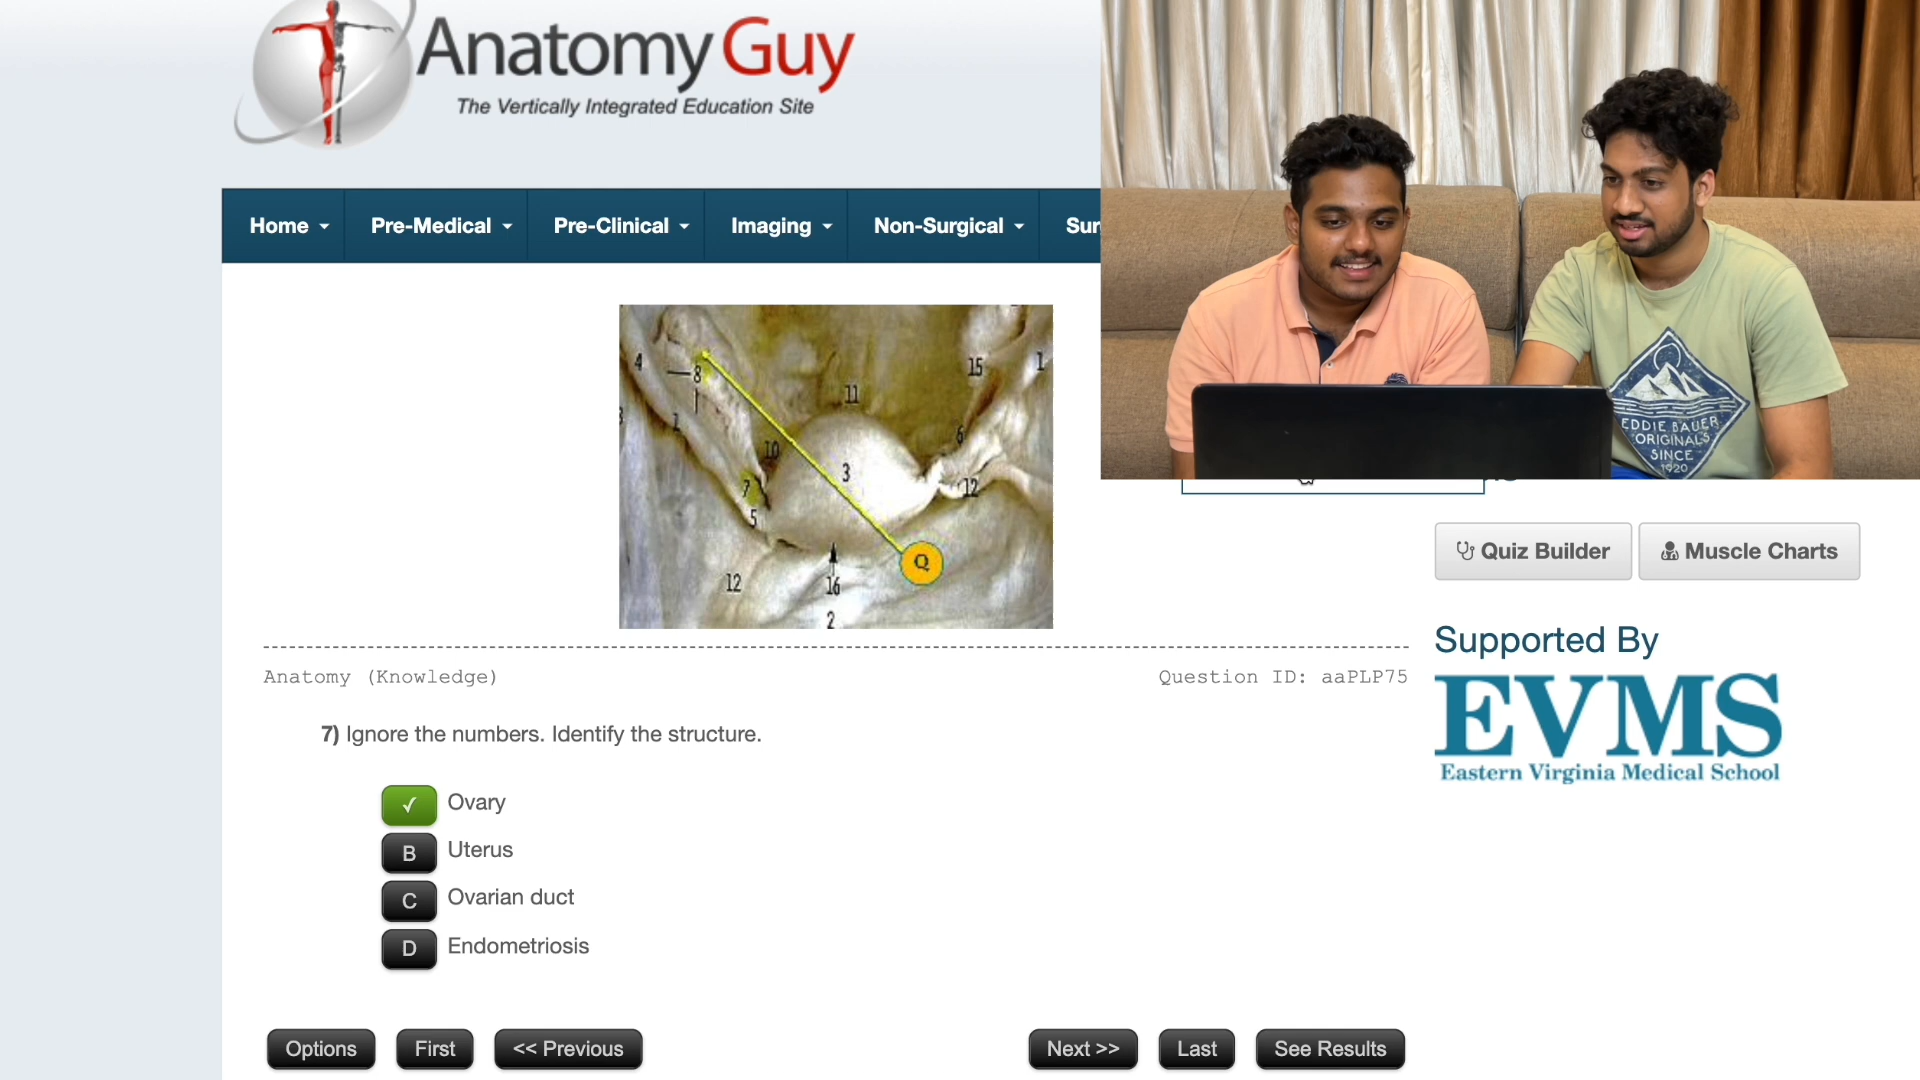 Anatomy Guy
The Vertically Integrated Education Site
Home
Pre-Medical
Pre-Clinical
Imaging
Non-Surgical
Sur
4
8
15
1
11
1
6
10
3
7
12
5
Q
12
16
2
EDDIE BAUER
ORIGINALS
SINCE
1920
Quiz Builder
Muscle Charts
Supported By
EVMS
Eastern Virginia Medical School
Anatomy (Knowledge)
Question ID: aaPLP75
7) Ignore the numbers. Identify the structure.
✓ Ovary
B Uterus
C Ovarian duct
D Endometriosis
Options
First
<< Previous
Next >>
Last
See Results